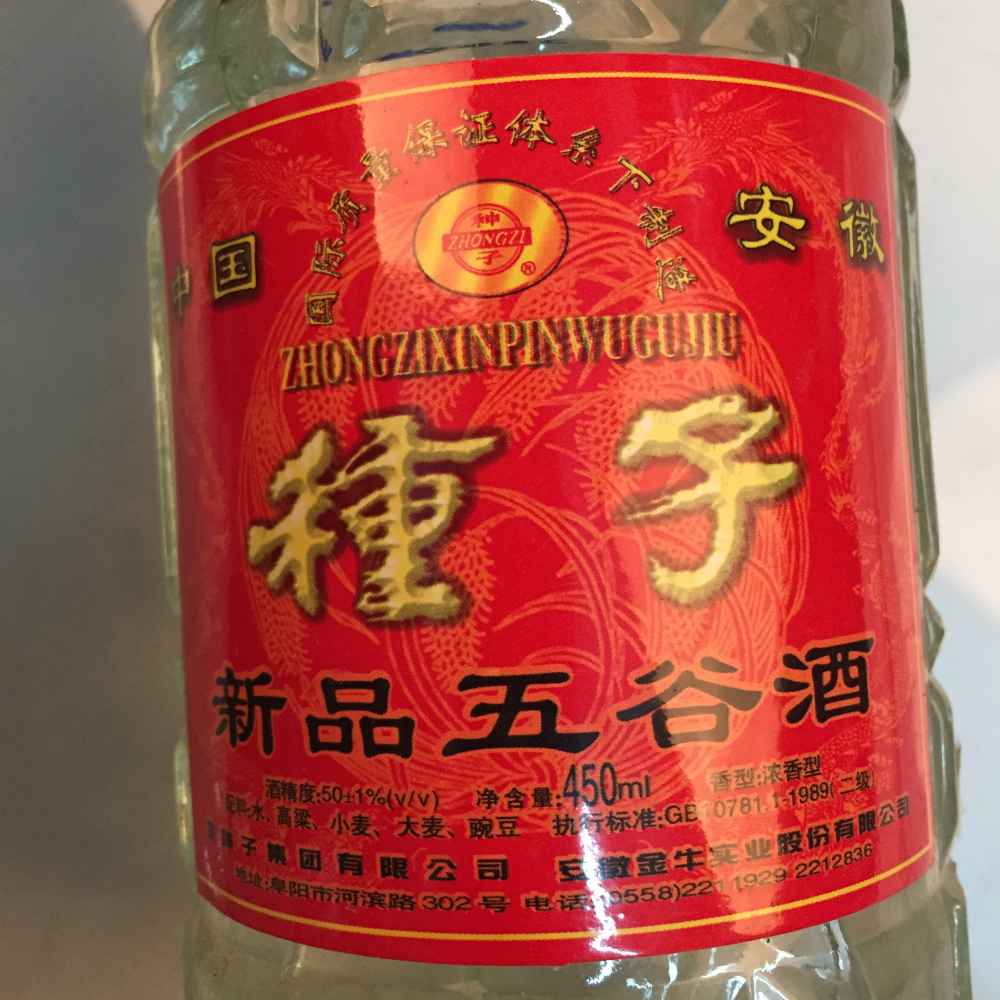 国际质量保证体系下制造
中国 安徽
种
ZHONGZI
子
®
ZHONGZIXINPINWUGUJIU
種子
新品五谷酒
酒精度:50±1%(v/v) 净含量:450ml 香型:浓香型
配料:水、高粱、小麦、大麦、豌豆 执行标准:GB 0781.1-1989(二级)
种子集团有限公司 安徽金牛实业股份有限公司
地址:阜阳市河滨路302号 电话(0558)2211929 2212836